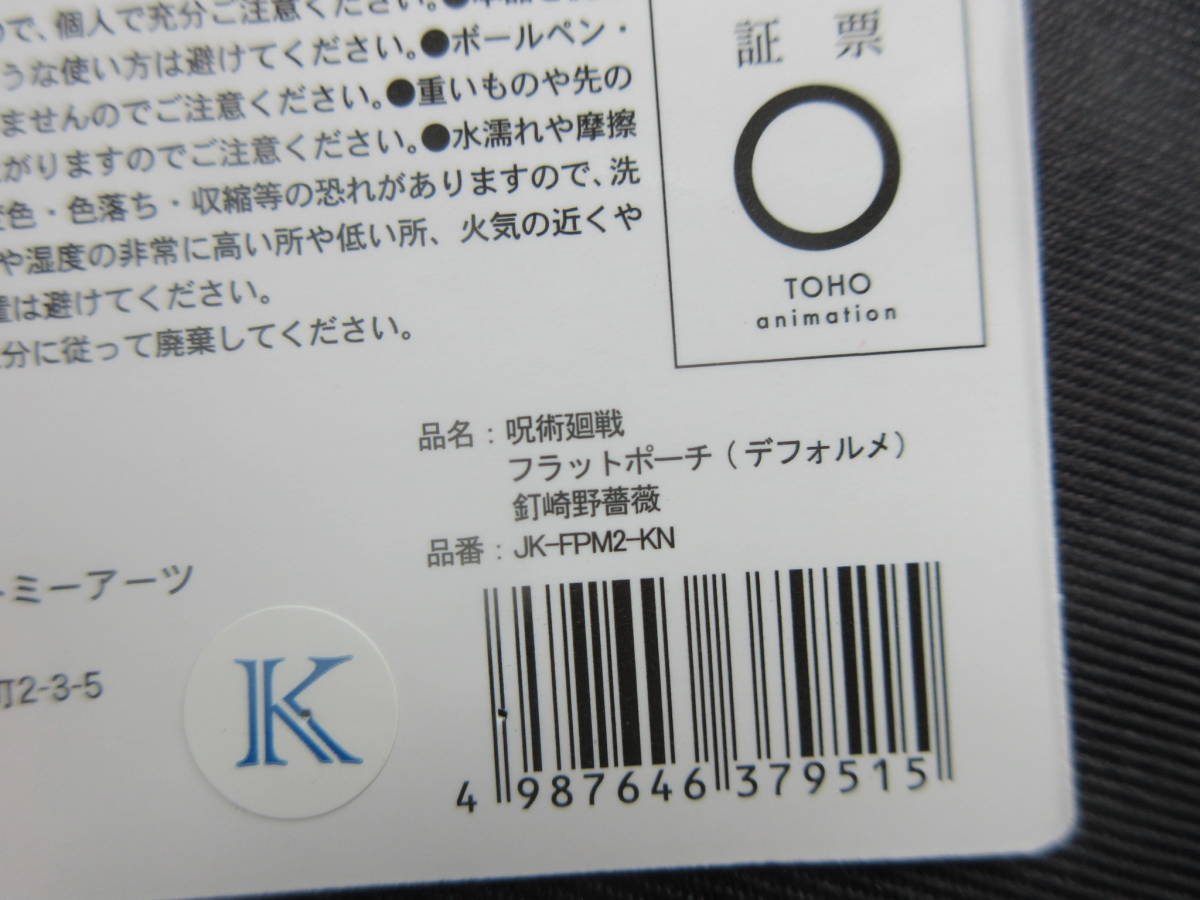 ので、個人で充分ご注意ください。●本品を
うな使い方は避けてください。●ボールペン・
ませんのでご注意ください。●重いものや先の
がりますのでご注意ください。●水濡れや摩擦
変色・色落ち・収縮等の恐れがありますので、洗
や湿度の非常に高い所や低い所、火気の近くや
置は避けてください。
分に従って廃棄してください。
証票
TOHO
animation
品名：呪術廻戦
フラットポーチ（デフォルメ）
釘崎野薔薇
品番：JK-FPM2-KN
ミーアーツ
町2-3-5
K
4 987646 379515